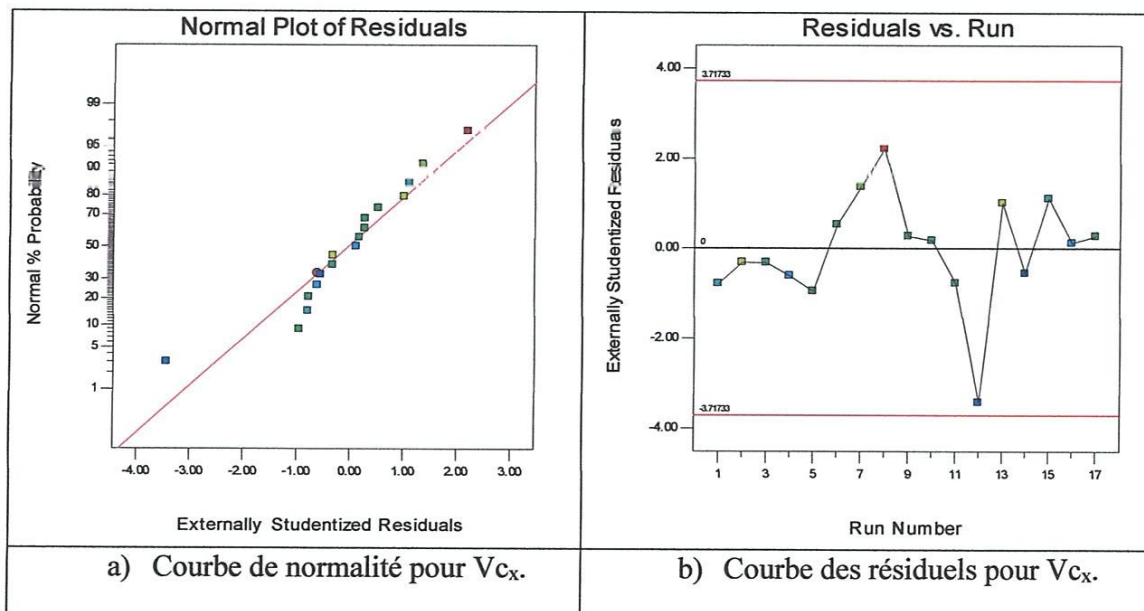 Normal Plot of Residuals
Normal % Probability
99
95
90
80
70
50
30
20
10
5
1
-4.00 -3.00 -2.00 -1.00 0.00 1.00 2.00 3.00
Externally Studentized Residuals
a) Courbe de normalité pour Vcx.
Residuals vs. Run
Externally Studentized Residuals
4.00
3.71733
2.00
0.00
0
-2.00
-3.71733
-4.00
1 3 5 7 9 11 13 15 17
Run Number
b) Courbe des résiduels pour Vcx.